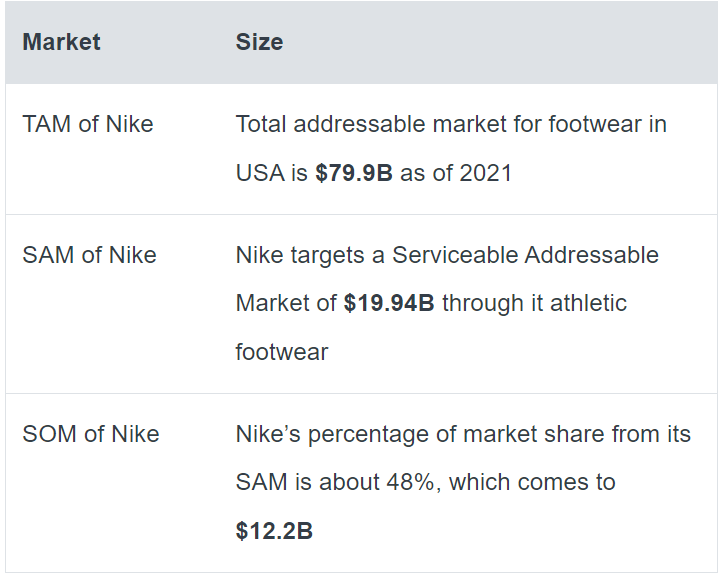 Market Size
TAM of Nike Total addressable market for footwear in
USA is $79.9B as of 2021
SAM of Nike Nike targets a Serviceable Addressable
Market of $19.94B through it athletic
footwear
SOM of Nike Nike’s percentage of market share from its
SAM is about 48%, which comes to
$12.2B